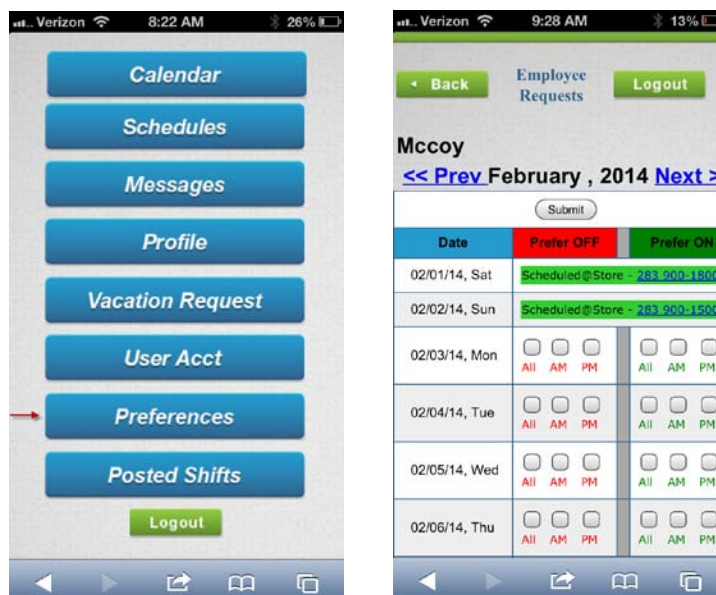 Verizon 8:22 AM 26%
Calendar
Schedules
Messages
Profile
Vacation Request
User Acct
Preferences
Posted Shifts
Logout
Verizon 9:28 AM 13%
Back
Employee
Requests
Logout
Mccoy
<< Prev February , 2014 Next >
Submit
Date Prefer OFF Prefer ON
02/01/14, Sat Scheduled@Store - 283 900-1800
02/02/14, Sun Scheduled@Store - 283 900-1500
02/03/14, Mon
All AM PM All AM PM
02/04/14, Tue
All AM PM All AM PM
02/05/14, Wed
All AM PM All AM PM
02/06/14, Thu
All AM PM All AM PM